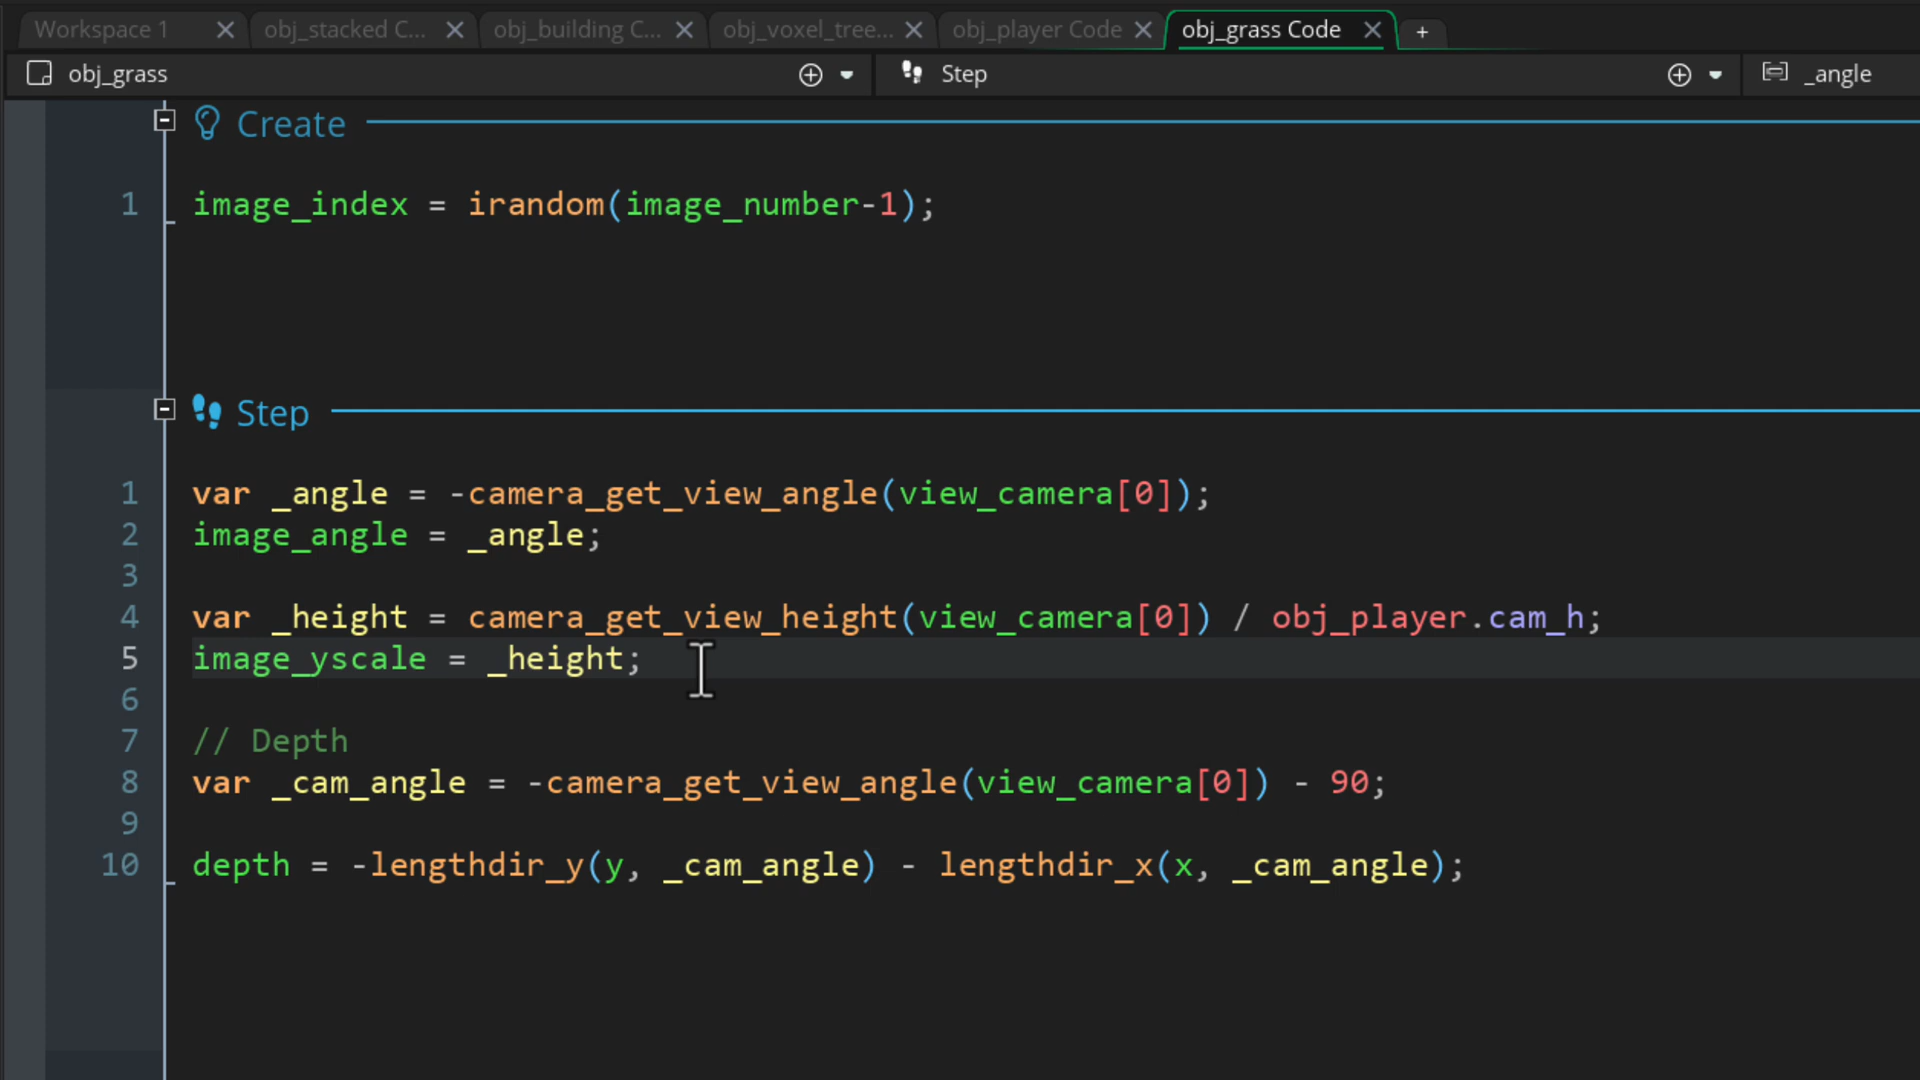 Workspace 1 obj_stacked C... obj_building C... obj_voxel_tree... obj_player Code obj_grass Code +
obj_grass Step _angle
Create
1 image_index = irandom(image_number-1);
Step
1 var _angle = -camera_get_view_angle(view_camera[0]);
2 image_angle = _angle;
3
4 var _height = camera_get_view_height(view_camera[0]) / obj_player.cam_h;
5 image_yscale = _height;
6
7 // Depth
8 var _cam_angle = -camera_get_view_angle(view_camera[0]) - 90;
9
10 depth = -lengthdir_y(y, _cam_angle) - lengthdir_x(x, _cam_angle);